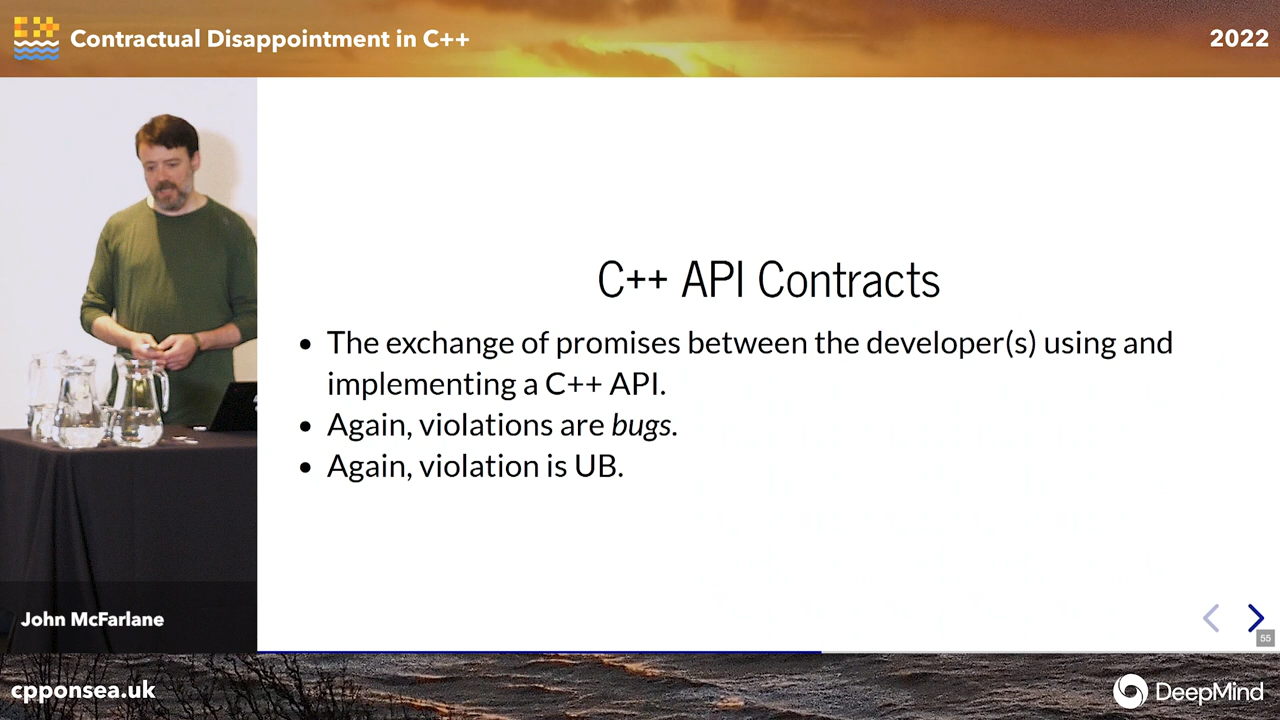 Contractual Disappointment in C++
2022
C++ API Contracts
The exchange of promises between the developer(s) using and
implementing a C++ API.
Again, violations are bugs.
Again, violation is UB.
John McFarlane
55
cpponsea.uk
DeepMind